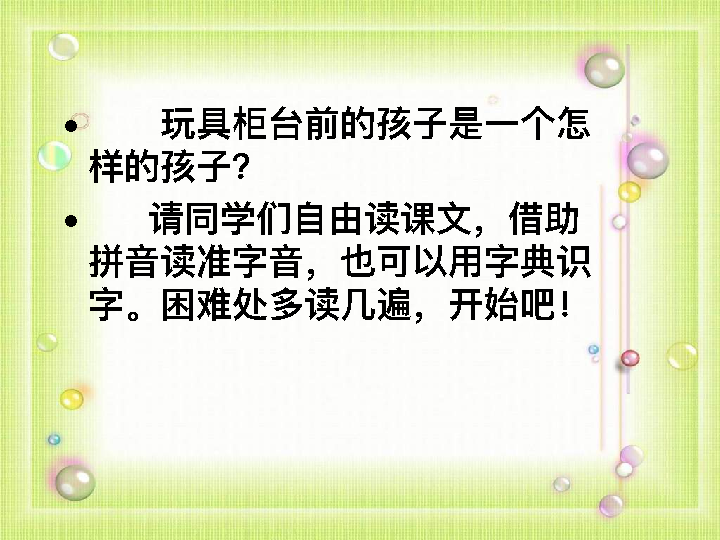 • 玩具柜台前的孩子是一个怎
样的孩子?
• 请同学们自由读课文，借助
拼音读准字音，也可以用字典识
字。困难处多读几遍，开始吧!